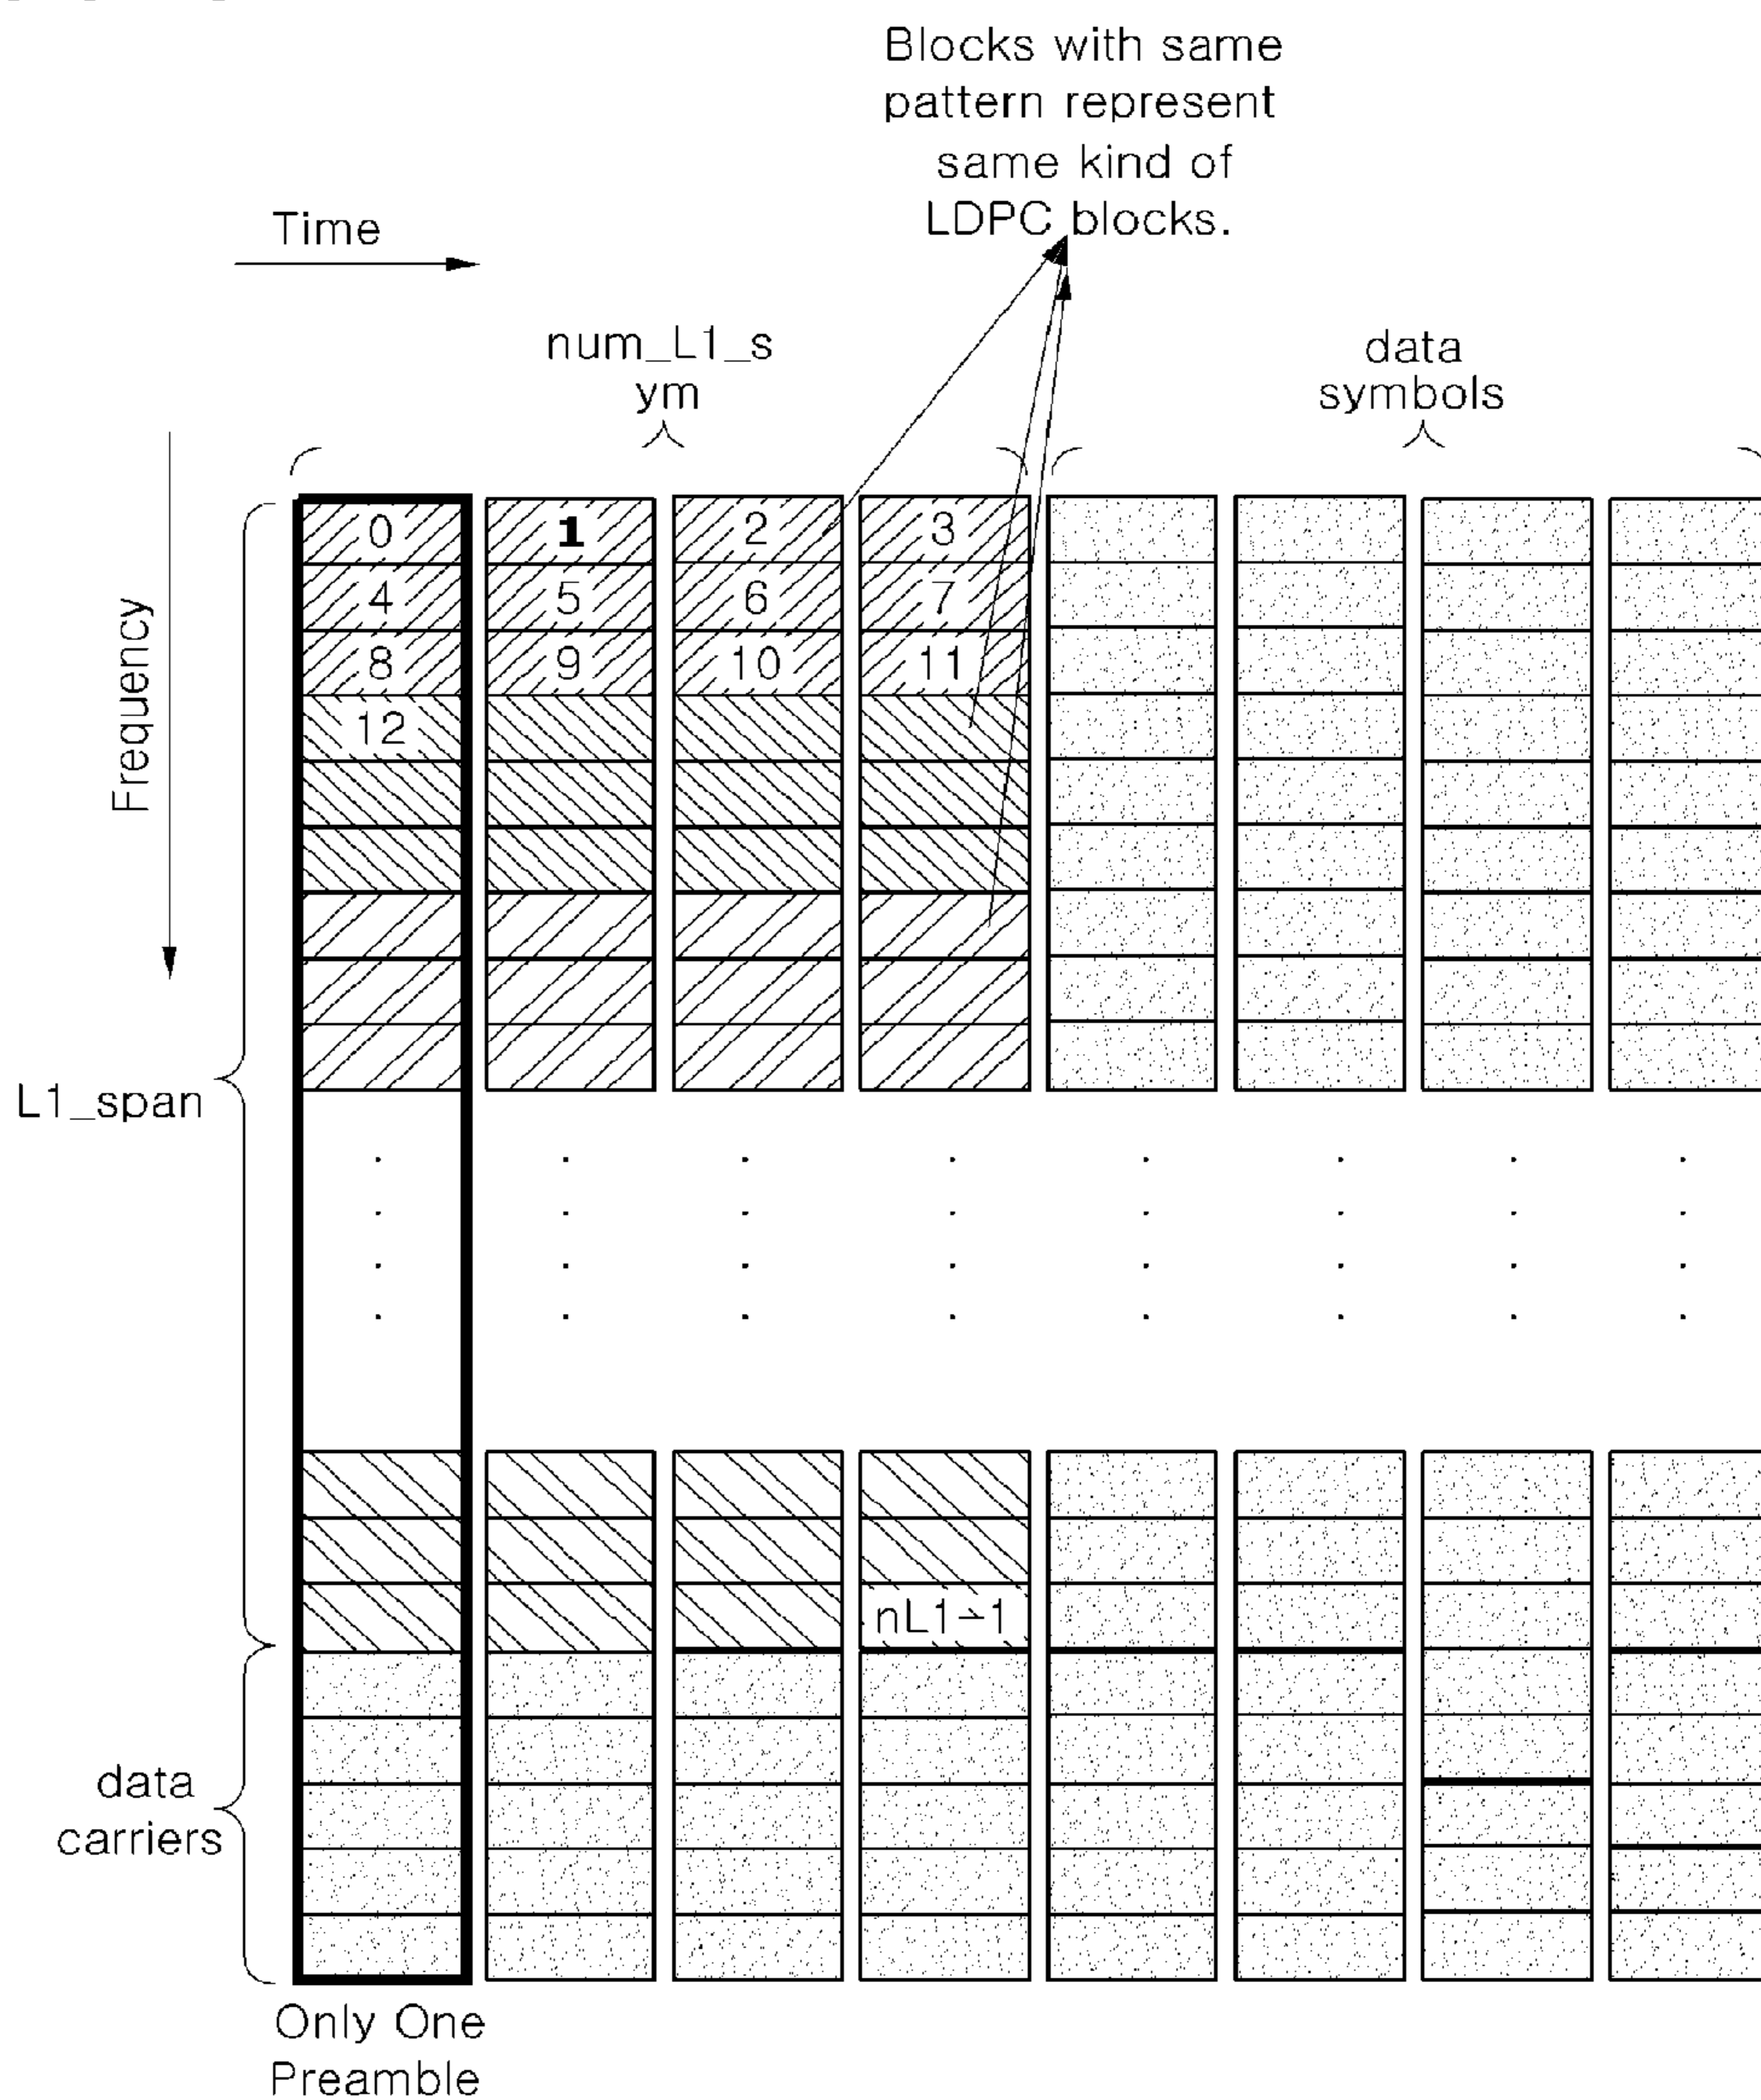 Blocks with same
pattern represent
same kind of
LDPC blocks.
Time
num_L1_s
ym
data
symbols
Frequency
0 1 2 3
4 5 6 7
8 9 10 11
12
L1_span
nL1-1
data
carriers
Only One
Preamble